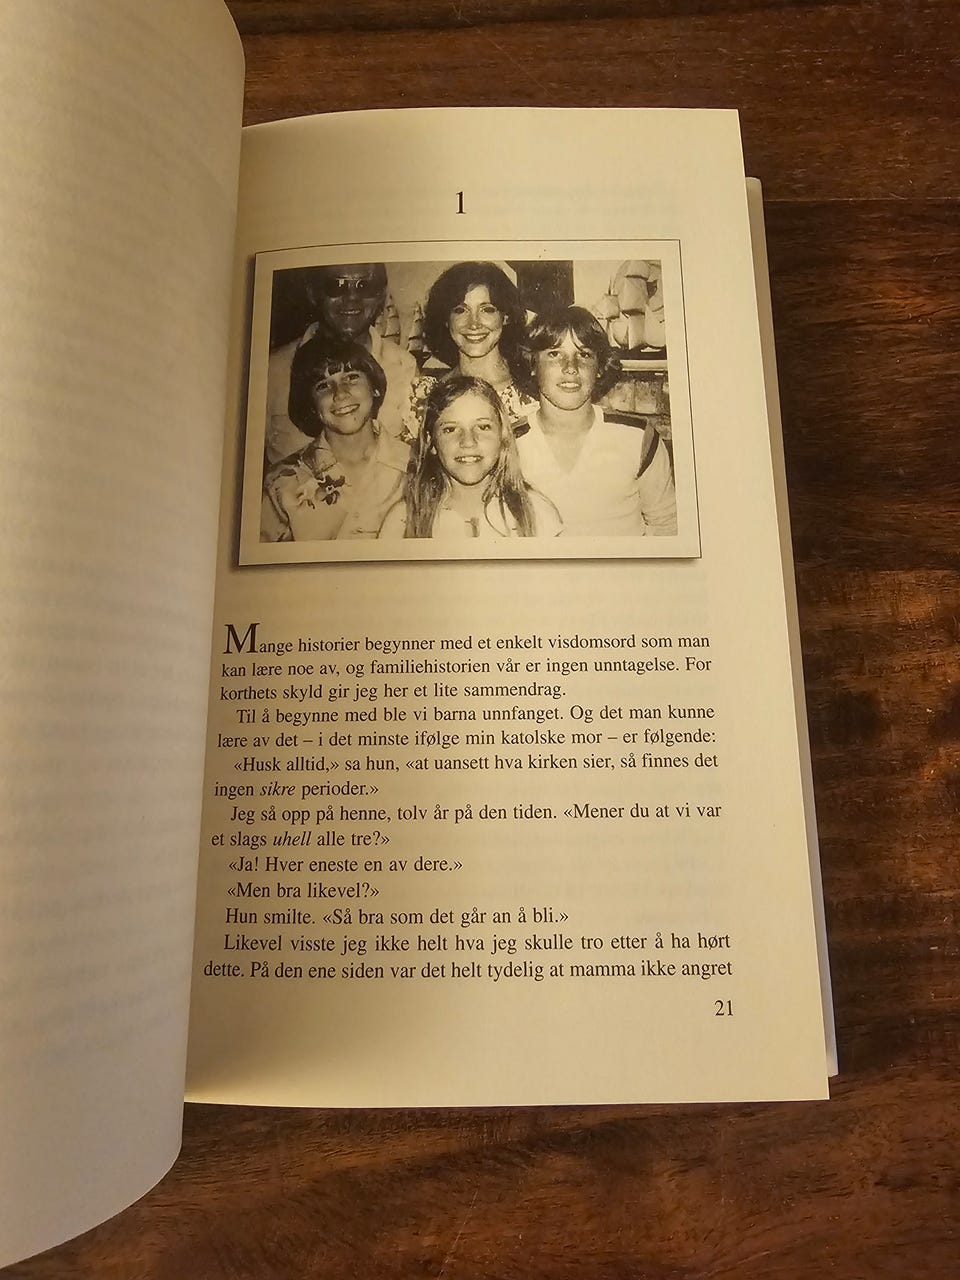 1
Mange historier begynner med et enkelt visdomsord som man
kan lære noe av, og familiehistorien vår er ingen unntagelse. For
korthets skyld gir jeg her et lite sammendrag.
Til å begynne med ble vi barna unnfanget. Og det man kunne
lære av det – i det minste ifølge min katolske mor – er følgende:
«Husk alltid,» sa hun, «at uansett hva kirken sier, så finnes det
ingen sikre perioder.»
Jeg så opp på henne, tolv år på den tiden. «Mener du at vi var
et slags uhell alle tre?»
«Ja! Hver eneste en av dere.»
«Men bra likevel?»
Hun smilte. «Så bra som det går an å bli.»
Likevel visste jeg ikke helt hva jeg skulle tro etter å ha hørt
dette. På den ene siden var det helt tydelig at mamma ikke angret
21